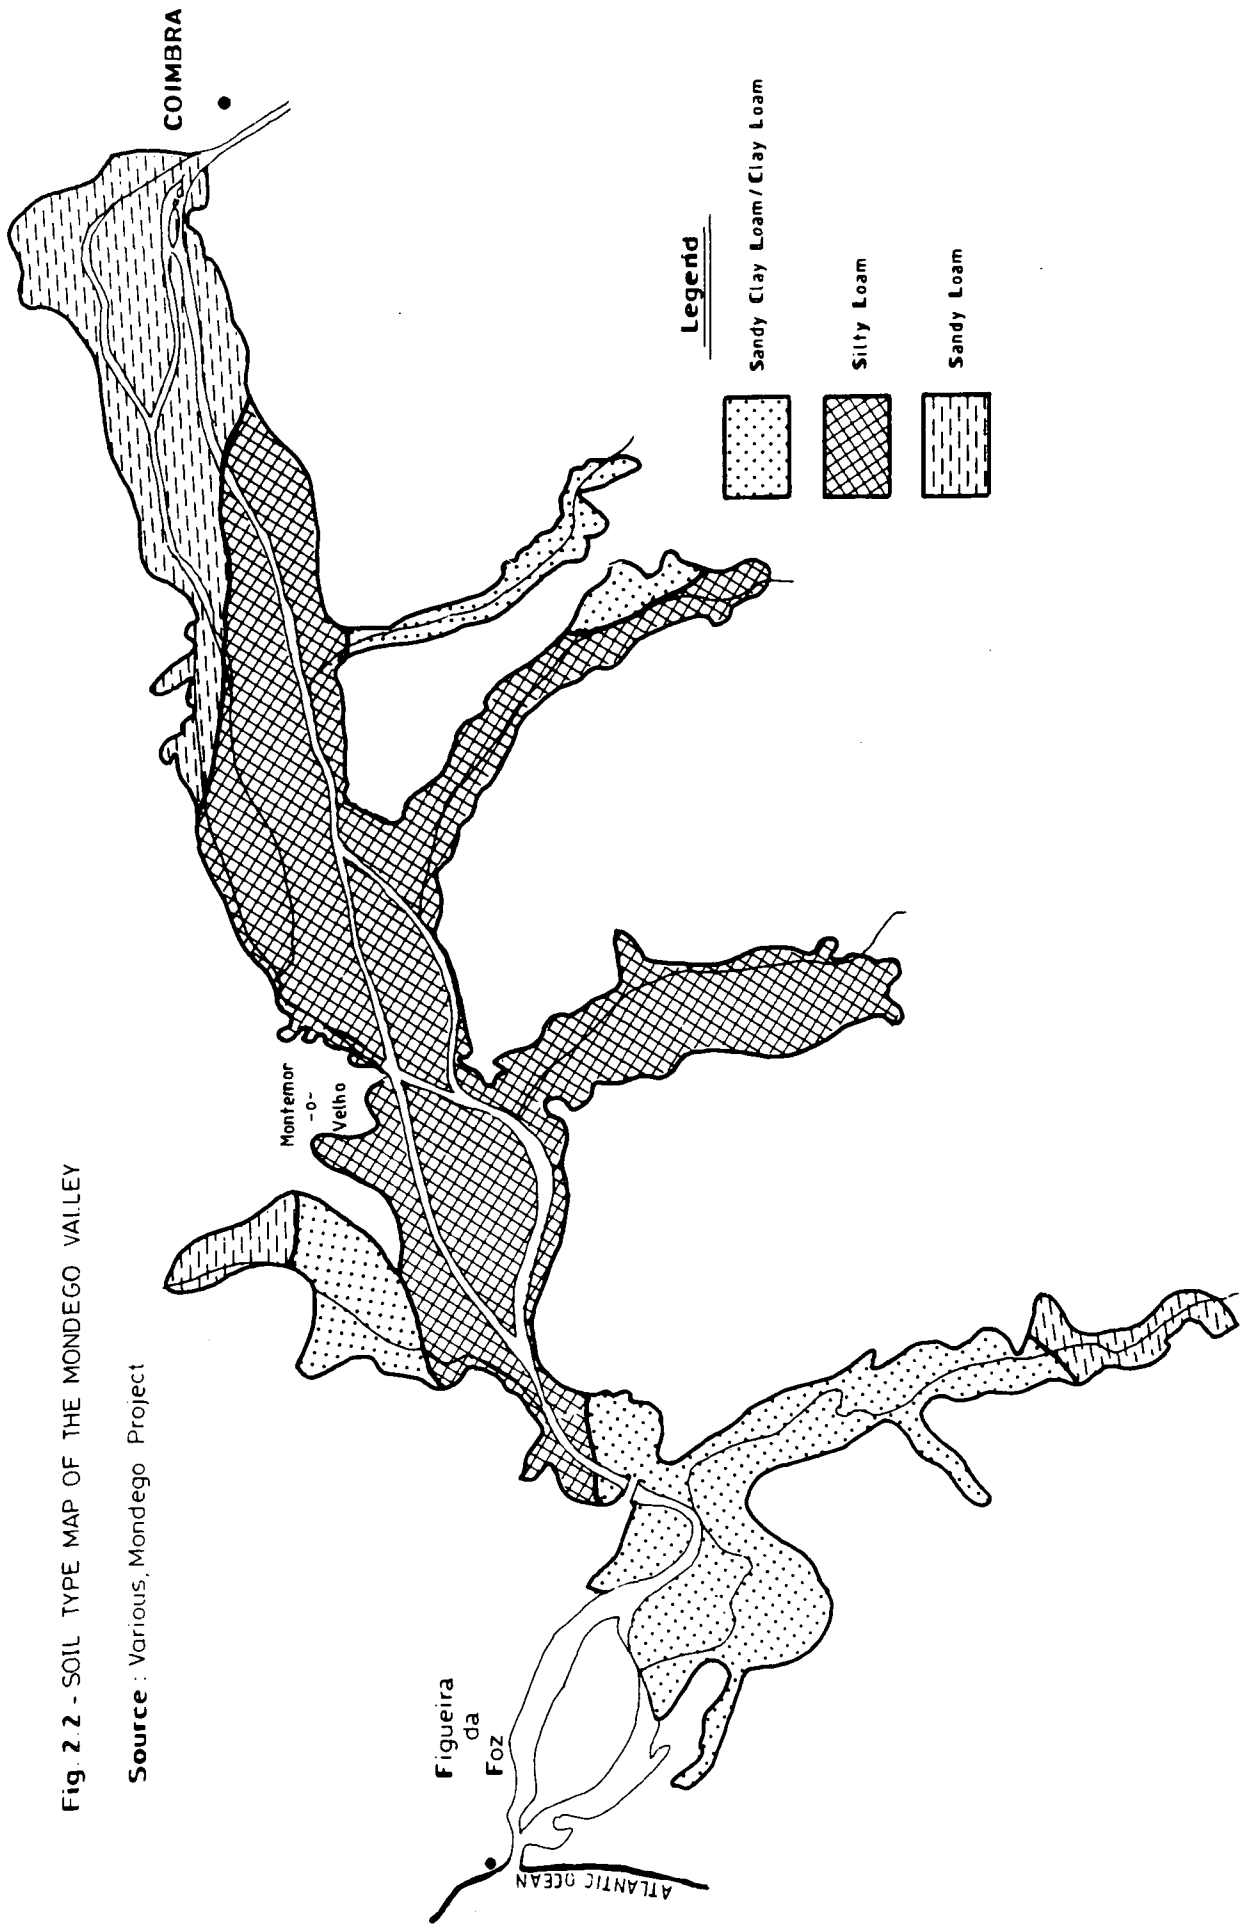 Fig. 2.2 - SOIL TYPE MAP OF THE MONDEGO VALLEY
Source : Various, Mondego Project
COIMBRA
Montemor
-o-
Velho
Figueira
da
Foz
ATLANTIC OCEAN
Legend
Sandy Clay Loam/Clay Loam
Silty Loam
Sandy Loam